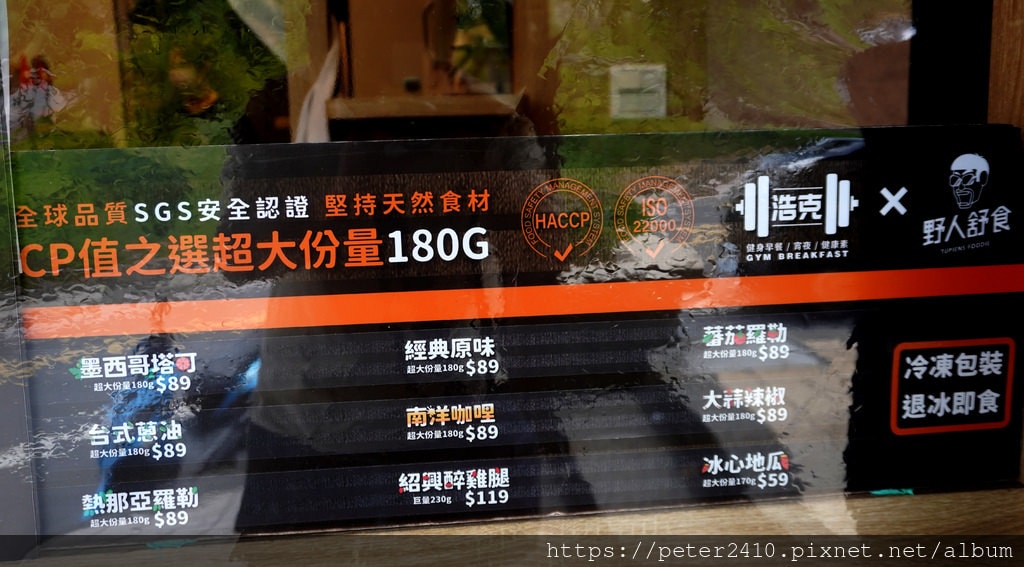 全球品質SGS安全認證 堅持天然食材
CP值之選超大份量180G
FOOD SAFETY MANAGEMENT SYSTEM
HACCP
ISO
22000
浩克
健身早餐 / 宵夜 / 健康素
GYM BREAKFAST
×
野人舒食
墨西哥塔可
超大份量180g $89
台式蔥油
超大份量180g $89
熱那亞羅勒
超大份量180g $89
經典原味
超大份量180g $89
南洋咖哩
超大份量180g $89
紹興醉雞腿
巨量230g $119
蕃茄羅勒
超大份量180g $89
大蒜辣椒
超大份量180g $89
冰心地瓜
超大份量170g $59
冷凍包裝
退冰即食
https://peter2410.pixnet.net/album